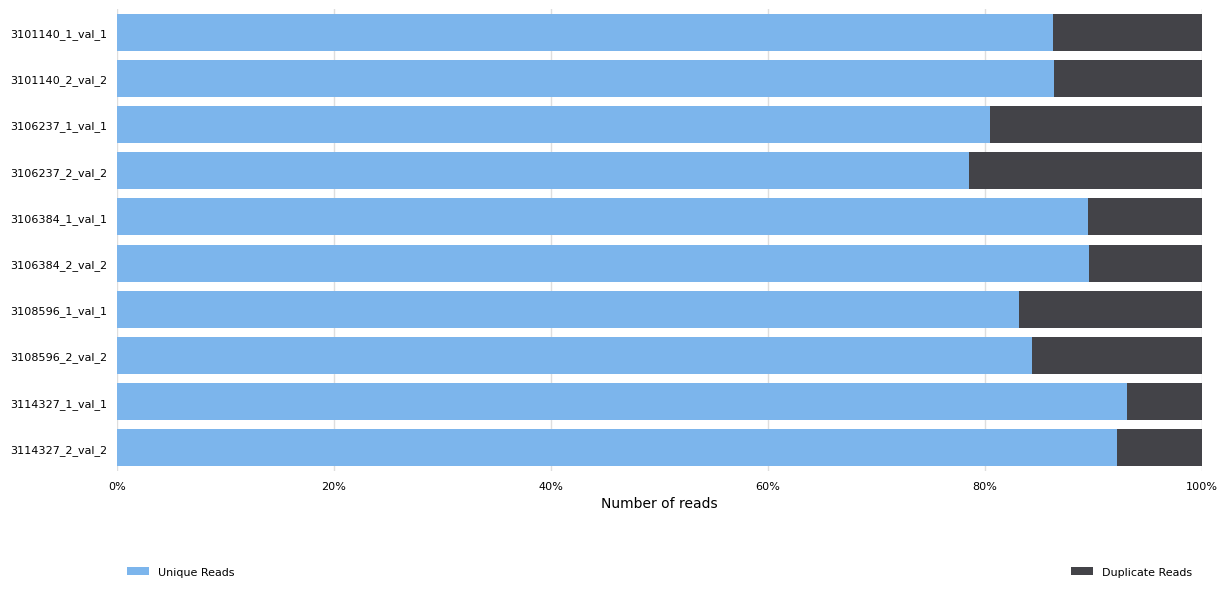 3101140_1_val_1
3101140_2_val_2
3106237_1_val_1
3106237_2_val_2
3106384_1_val_1
3106384_2_val_2
3108596_1_val_1
3108596_2_val_2
3114327_1_val_1
3114327_2_val_2
0% 20% 40% 60% 80% 100%
Number of reads
Unique Reads Duplicate Reads